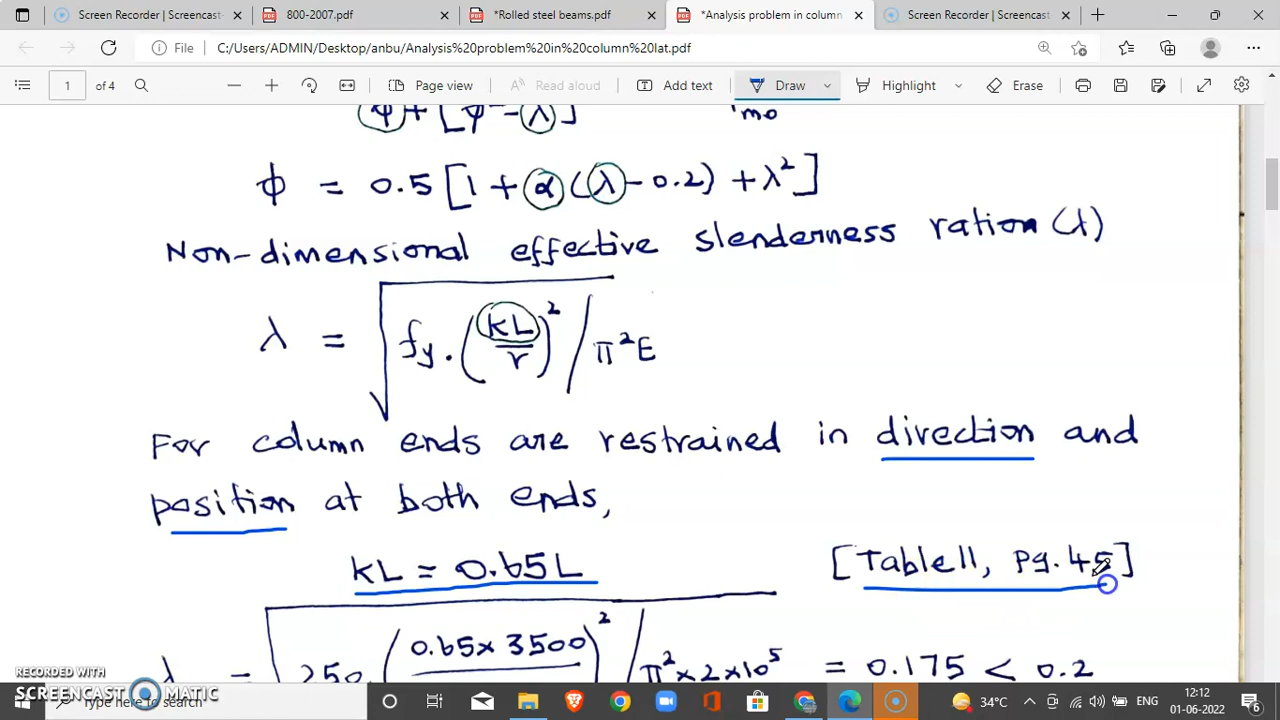 Screen Recorder | Screencast-
800-2007.pdf
*Rolled steel beams.pdf
*Analysis problem in column
Screen Recorder | Screencast-
File
C:/Users/ADMIN/Desktop/anbu/Analysis%20problem%20in%20column%20lat.pdf
1 of 4
Page view
Read aloud
Add text
Draw
Highlight
Erase
φ = 0.5 [1 + α (λ - 0.2) + λ²]
Non-dimensional effective slenderness ration (λ)
λ = √ fy . (KL/r)² / π²E
For column ends are restrained in direction and
position at both ends,
KL = 0.65L [Table11, Pg.45]
0.65x 3500 ² / π² x 2 x 10⁵ = 0.175 < 0.2
250
RECORDED WITH
SCREENCAST MATIC
Type here to search
34°C
ENG
12:12
01-06-2022
6